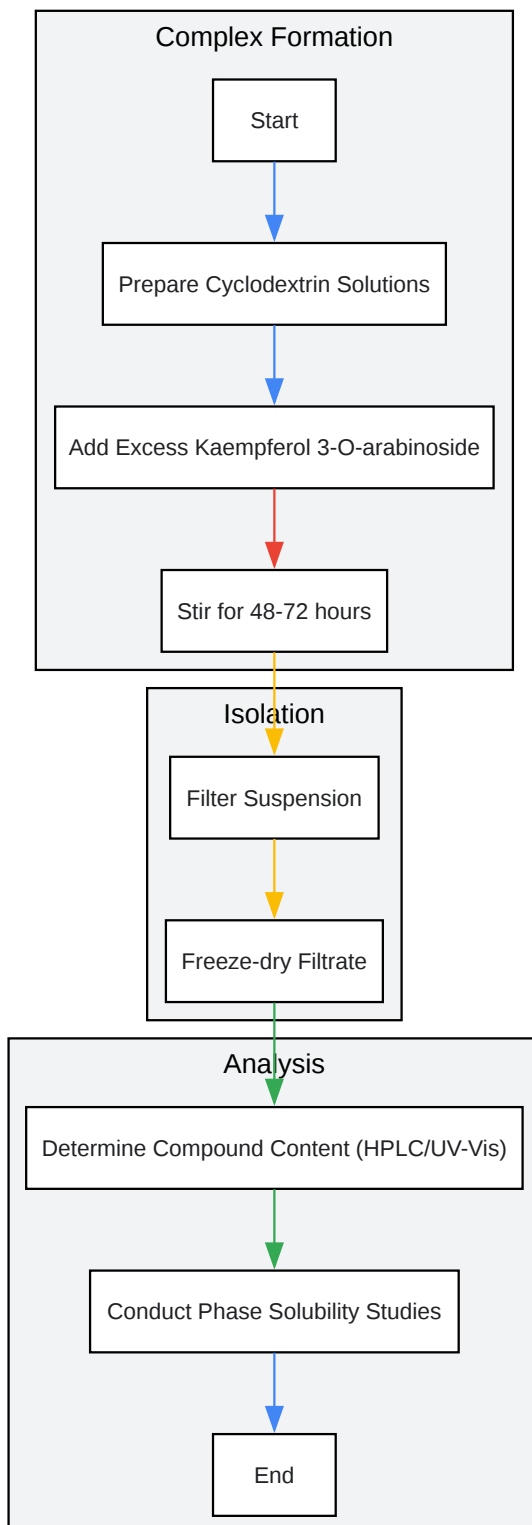 Complex Formation
Start
Prepare Cyclodextrin Solutions
Add Excess Kaempferol 3-O-arabinoside
Stir for 48-72 hours
Isolation
Filter Suspension
Freeze-dry Filtrate
Analysis
Determine Compound Content (HPLC/UV-Vis)
Conduct Phase Solubility Studies
End